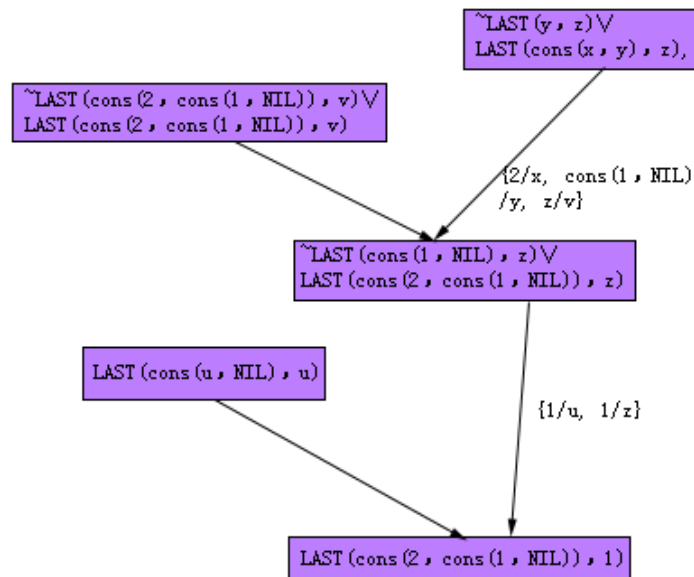 ~LAST(y, z)∨
LAST(cons(x, y), z),
~LAST(cons(2, cons(1, NIL)), v)∨
LAST(cons(2, cons(1, NIL)), v)
{2/x, cons(1, NIL)
/y, z/v}
~LAST(cons(1, NIL), z)∨
LAST(cons(2, cons(1, NIL)), z)
LAST(cons(u, NIL), u)
{1/u, 1/z}
LAST(cons(2, cons(1, NIL)), 1)